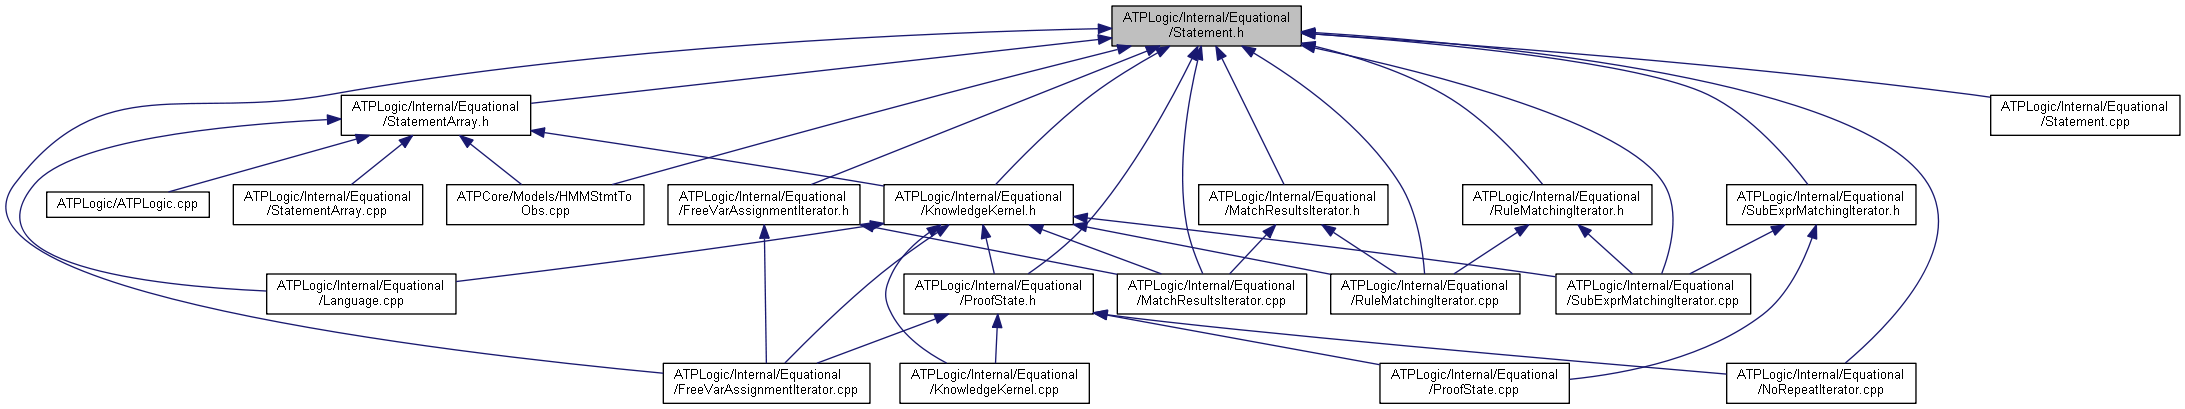 ATPLogic/Internal/Equational
/Statement.h
ATPLogic/Internal/Equational
/StatementArray.h
ATPLogic/Internal/Equational
/Statement.cpp
ATPLogic/ATPLogic.cpp
ATPLogic/Internal/Equational
/StatementArray.cpp
ATPCore/Models/HMMStmtTo
Obs.cpp
ATPLogic/Internal/Equational
/FreeVarAssignmentIterator.h
ATPLogic/Internal/Equational
/KnowledgeKernel.h
ATPLogic/Internal/Equational
/MatchResultsIterator.h
ATPLogic/Internal/Equational
/RuleMatchingIterator.h
ATPLogic/Internal/Equational
/SubExprMatchingIterator.h
ATPLogic/Internal/Equational
/Language.cpp
ATPLogic/Internal/Equational
/ProofState.h
ATPLogic/Internal/Equational
/MatchResultsIterator.cpp
ATPLogic/Internal/Equational
/RuleMatchingIterator.cpp
ATPLogic/Internal/Equational
/SubExprMatchingIterator.cpp
ATPLogic/Internal/Equational
/FreeVarAssignmentIterator.cpp
ATPLogic/Internal/Equational
/KnowledgeKernel.cpp
ATPLogic/Internal/Equational
/ProofState.cpp
ATPLogic/Internal/Equational
/NoRepeatIterator.cpp